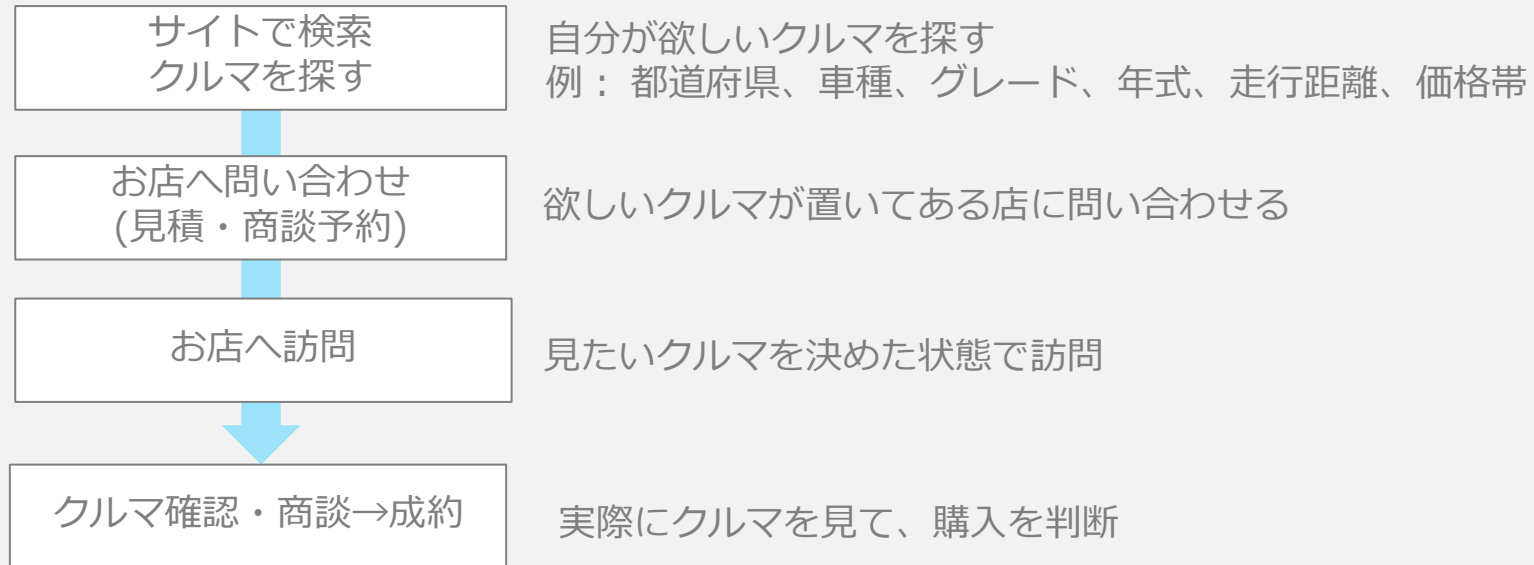 サイトで検索
クルマを探す
自分が欲しいクルマを探す
例： 都道府県、車種、グレード、年式、走行距離、価格帯
お店へ問い合わせ
(見積・商談予約)
欲しいクルマが置いてある店に問い合わせる
お店へ訪問
見たいクルマを決めた状態で訪問
クルマ確認・商談→成約
実際にクルマを見て、購入を判断